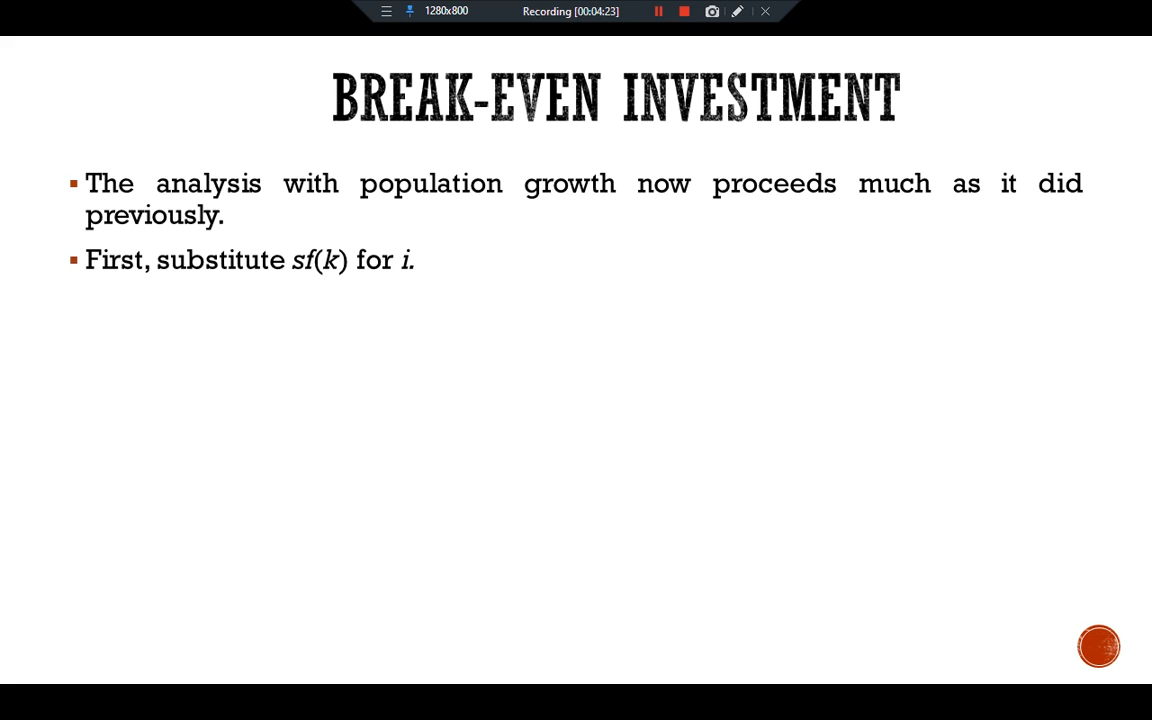 1280x800 Recording [00:04:23]
BREAK-EVEN INVESTMENT
▪ The analysis with population growth now proceeds much as it did
previously.
▪ First, substitute sf(k) for i.